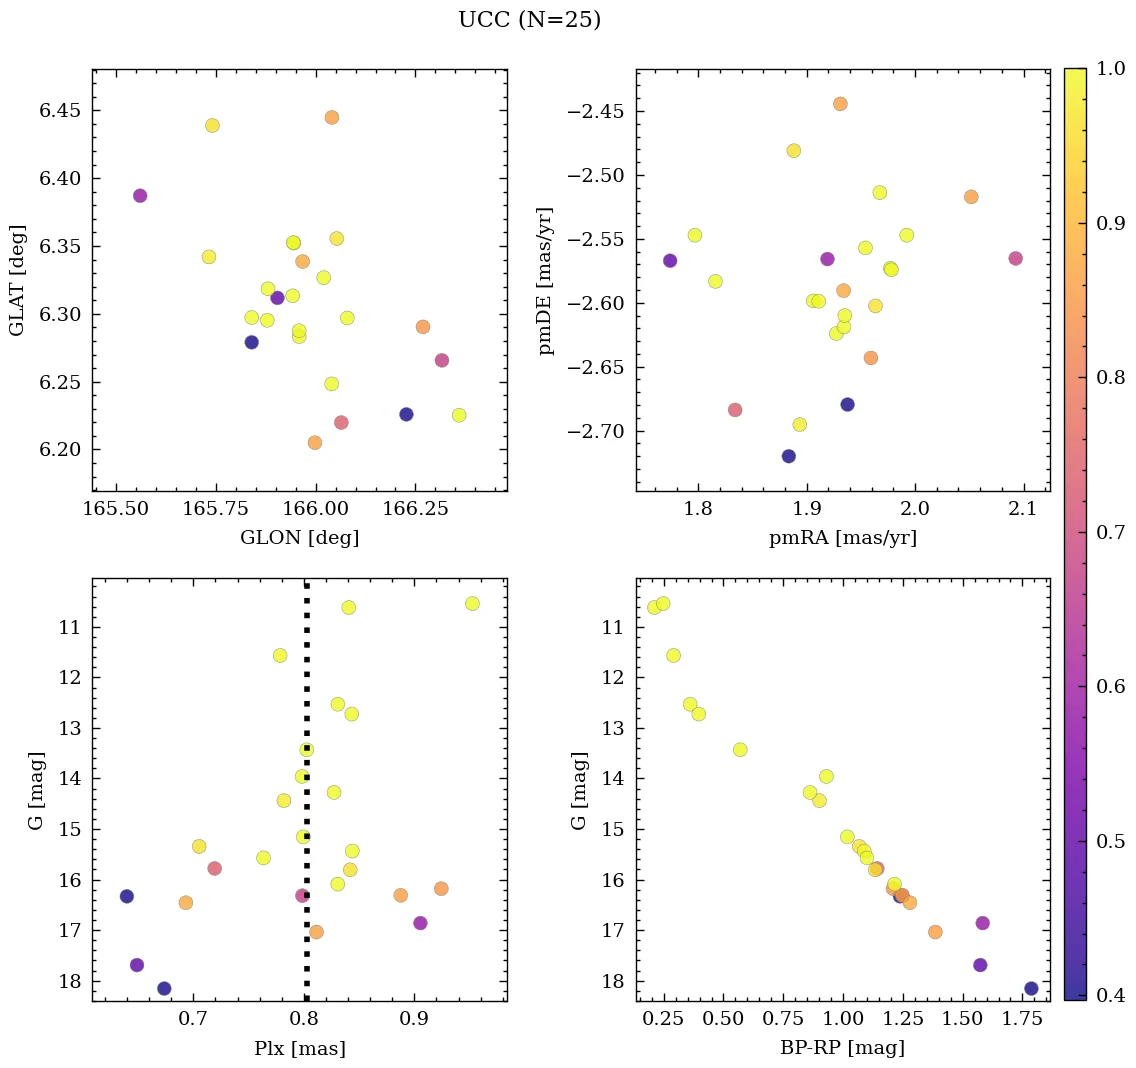 UCC (N=25)
6.45
6.40
6.35
6.30
6.25
6.20
GLAT [deg]
165.50 165.75 166.00 166.25
GLON [deg]
−2.45
−2.50
−2.55
−2.60
−2.65
−2.70
pmDE [mas/yr]
1.8 1.9 2.0 2.1
pmRA [mas/yr]
1.0
0.9
0.8
0.7
0.6
0.5
0.4
11
12
13
14
15
16
17
18
G [mag]
0.7 0.8 0.9
Plx [mas]
11
12
13
14
15
16
17
18
G [mag]
0.25 0.50 0.75 1.00 1.25 1.50 1.75
BP-RP [mag]